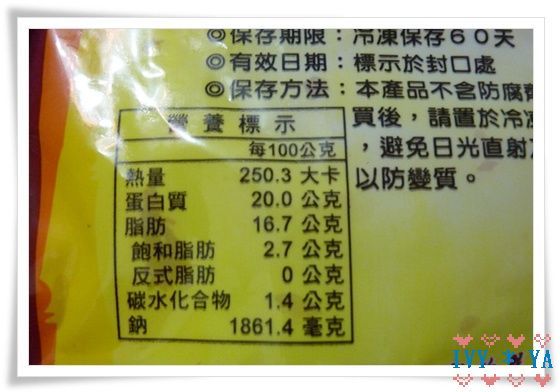 ◎保存期限：冷凍保存60天
◎有效日期：標示於封口處
◎保存方法：本產品不含防腐劑
買後，請置於冷凍
，避免日光直射及
以防變質。
營養標示
每100公克
熱量 250.3 大卡
蛋白質 20.0 公克
脂肪 16.7 公克
飽和脂肪 2.7 公克
反式脂肪 0 公克
碳水化合物 1.4 公克
鈉 1861.4 毫克